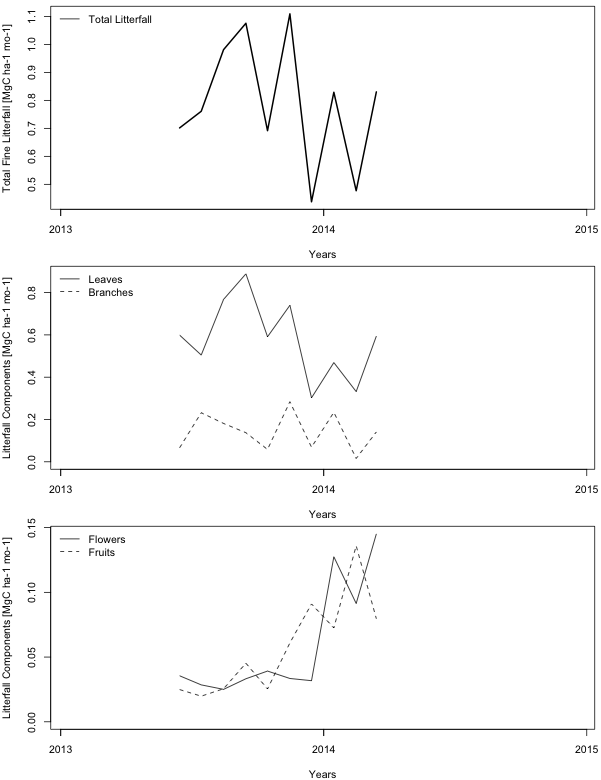 Total Fine Litterfall [MgC ha-1 mo-1]
1.1
1.0
0.9
0.8
0.7
0.6
0.5
Total Litterfall
2013
2014
2015
Years
Litterfall Components [MgC ha-1 mo-1]
0.8
0.6
0.4
0.2
0.0
Leaves
Branches
2013
2014
2015
Years
Litterfall Components [MgC ha-1 mo-1]
0.15
0.10
0.05
0.00
Flowers
Fruits
2013
2014
2015
Years